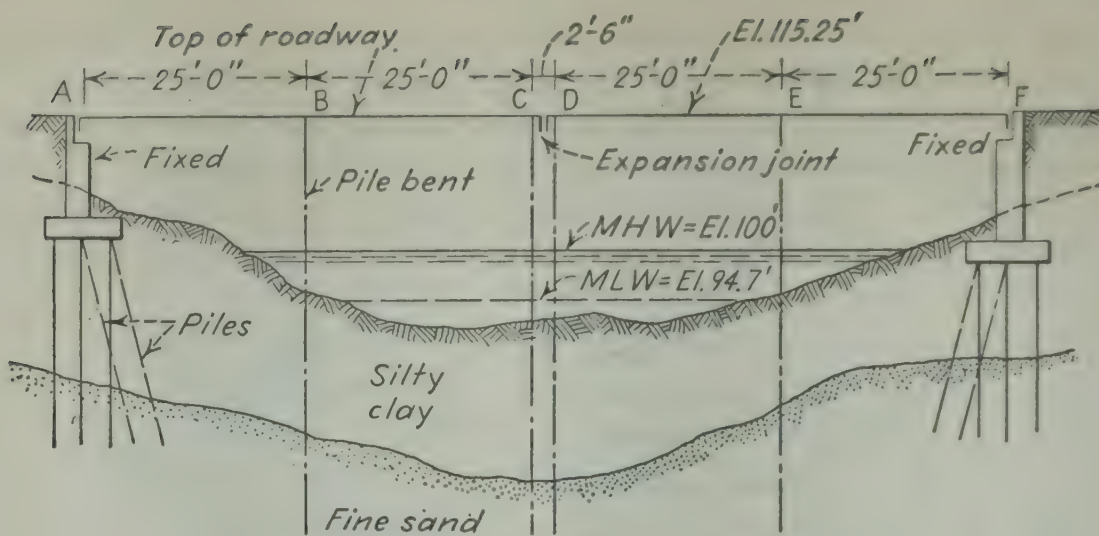 Top of roadway
2'-6"
El. 115.25'
25'-0"
25'-0"
25'-0"
25'-0"
A
B
C
D
E
F
Fixed
Pile bent
Expansion joint
Fixed
MHW=El. 100'
MLW=El. 94.7'
Piles
Silty
clay
Fine sand